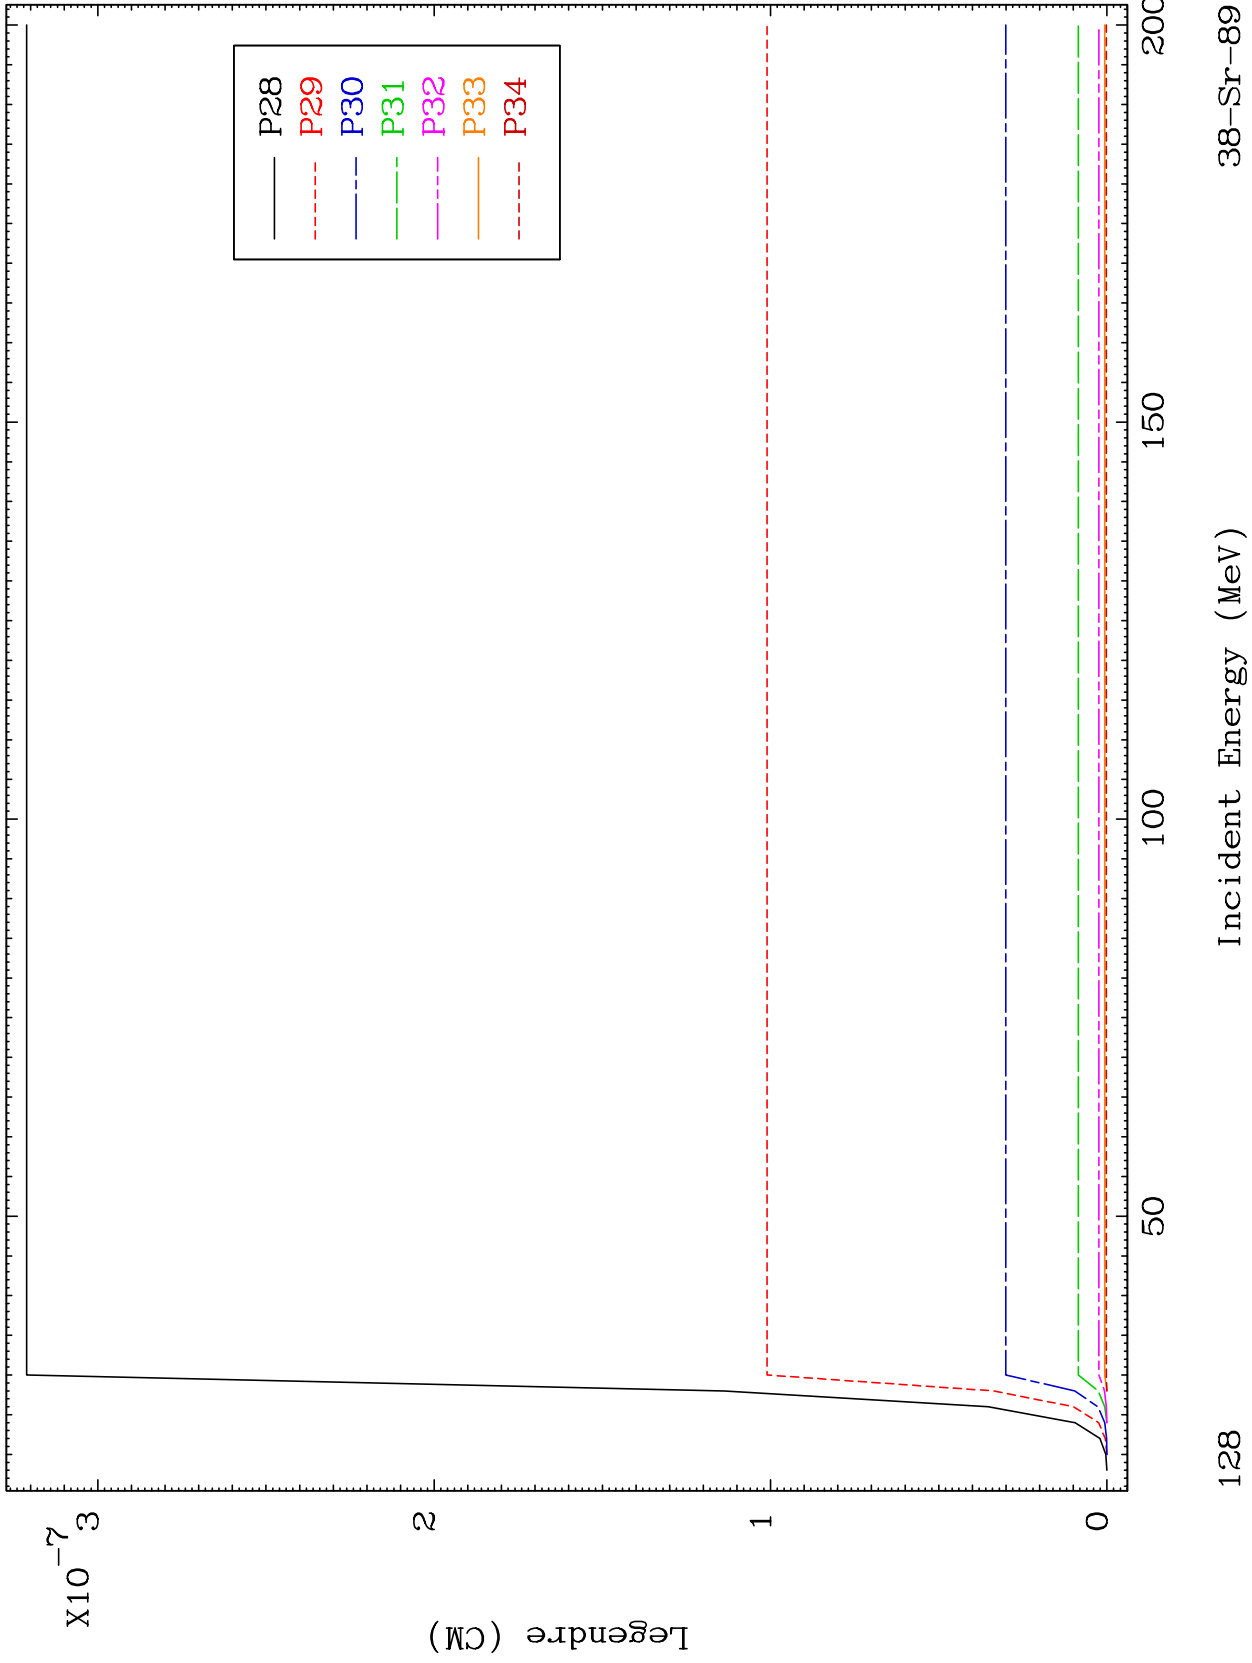 X10-7
3
2
1
0
Legendre (CM)
P28
P29
P30
P31
P32
P33
P34
50
100
150
200
Incident Energy (MeV)
128
38-Sr-89